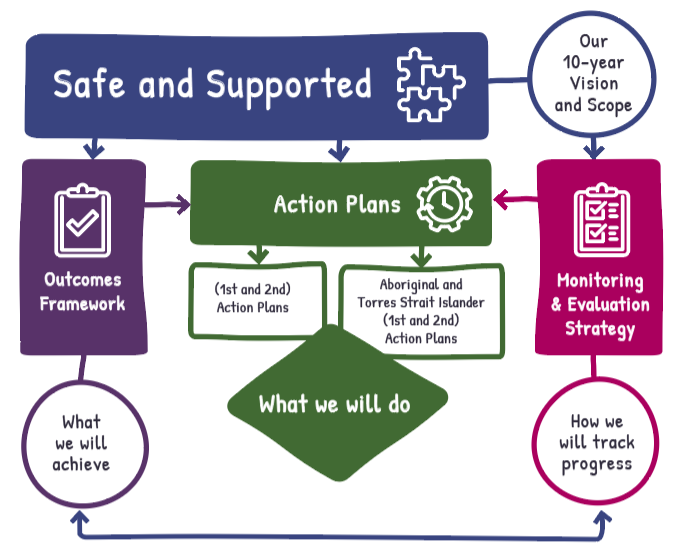 Safe and Supported
Our
10-year
Vision
and Scope
Outcomes
Framework
Action Plans
Monitoring
& Evaluation
Strategy
(1st and 2nd)
Action Plans
Aboriginal and
Torres Strait Islander
(1st and 2nd)
Action Plans
What we will do
What
we will
achieve
How we
will track
progress